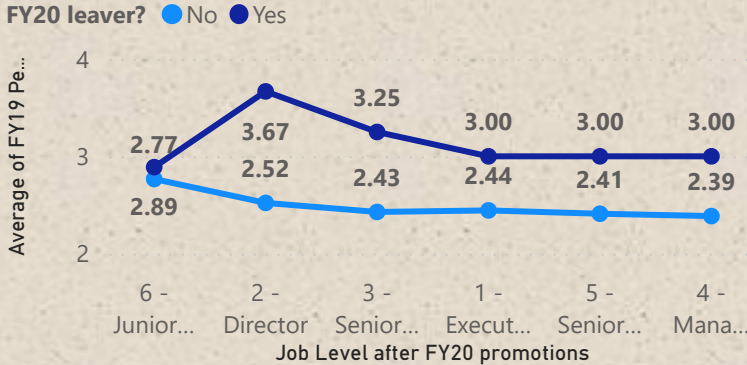 FY20 leaver? No Yes
Average of FY19 Pe...
4
3
2
2.77
2.89
3.67
2.52
3.25
2.43
3.00
2.44
3.00
2.41
3.00
2.39
6 - Junior...
2 - Director
3 - Senior...
1 - Execut...
5 - Senior...
4 - Mana...
Job Level after FY20 promotions